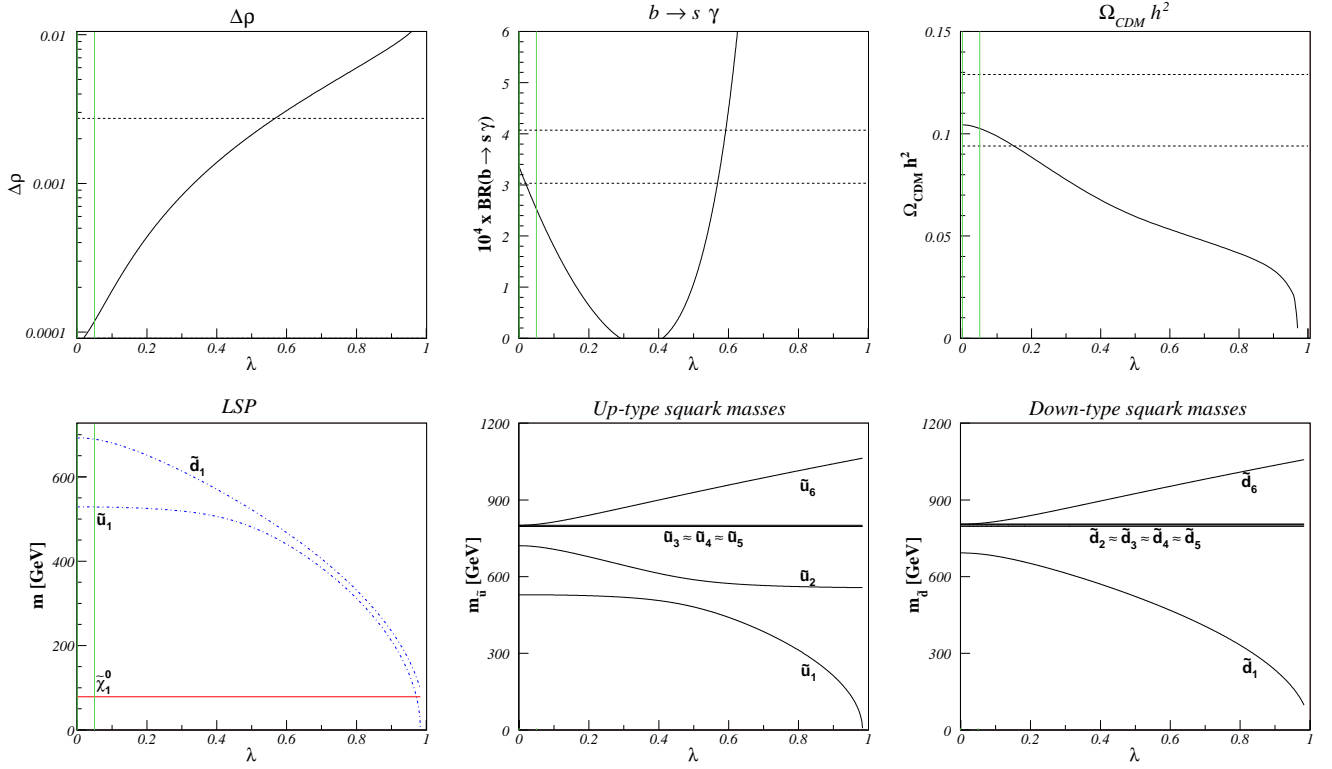 Δρ
0.01
0.001
0.0001
Δρ
0 0.2 0.4 0.6 0.8 1
λ
b → s γ
6
5
4
3
2
1
0
10⁴ x BR(b → s γ)
0 0.2 0.4 0.6 0.8 1
λ
Ω_CDM h²
0.15
0.1
0.05
0
Ω_CDM h²
0 0.2 0.4 0.6 0.8 1
λ
LSP
600
400
200
0
m [GeV]
d̃₁
ũ₁
χ̃₁⁰
0 0.2 0.4 0.6 0.8 1
λ
Up-type squark masses
1200
900
600
300
0
m_ũ [GeV]
ũ₆
ũ₃ ≈ ũ₄ ≈ ũ₅
ũ₂
ũ₁
0 0.2 0.4 0.6 0.8 1
λ
Down-type squark masses
1200
900
600
300
0
m_d̃ [GeV]
d̃₆
d̃₂ ≈ d̃₃ ≈ d̃₄ ≈ d̃₅
d̃₁
0 0.2 0.4 0.6 0.8 1
λ